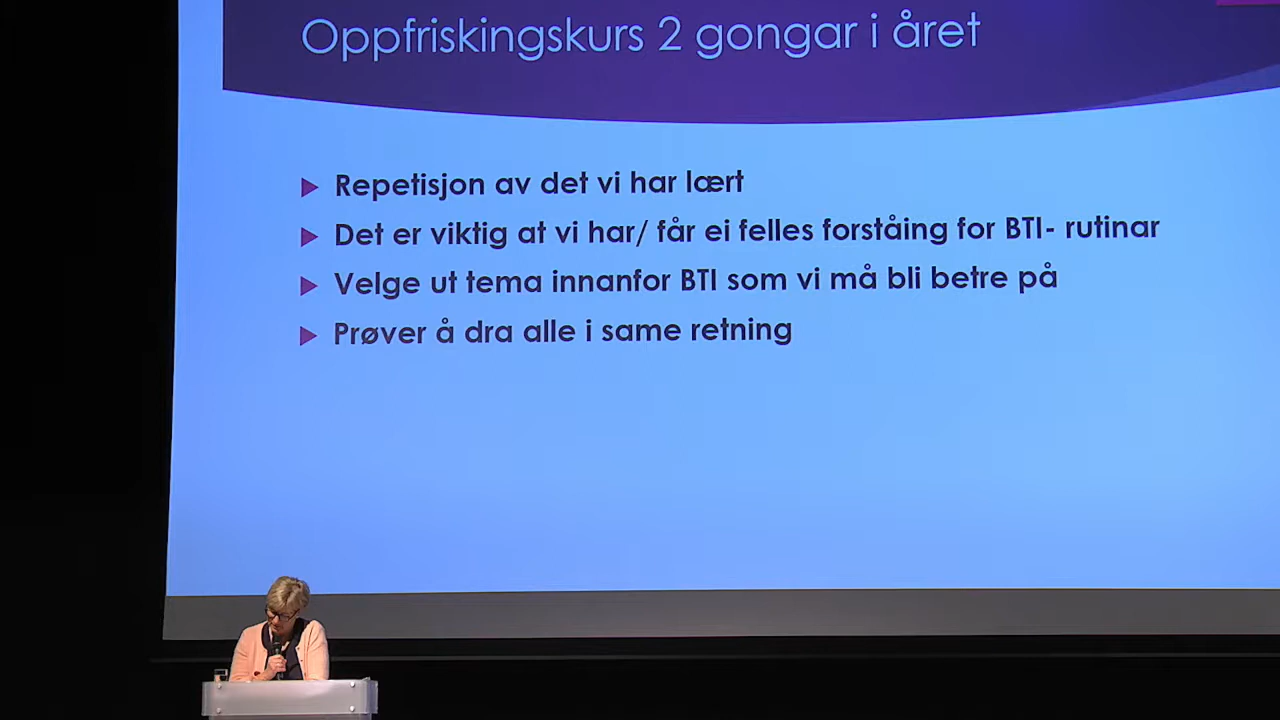 Oppfriskingskurs 2 gongar i året
Repetisjon av det vi har lært
Det er viktig at vi har/ får ei felles forståing for BTI- rutinar
Velge ut tema innanfor BTI som vi må bli betre på
Prøver å dra alle i same retning